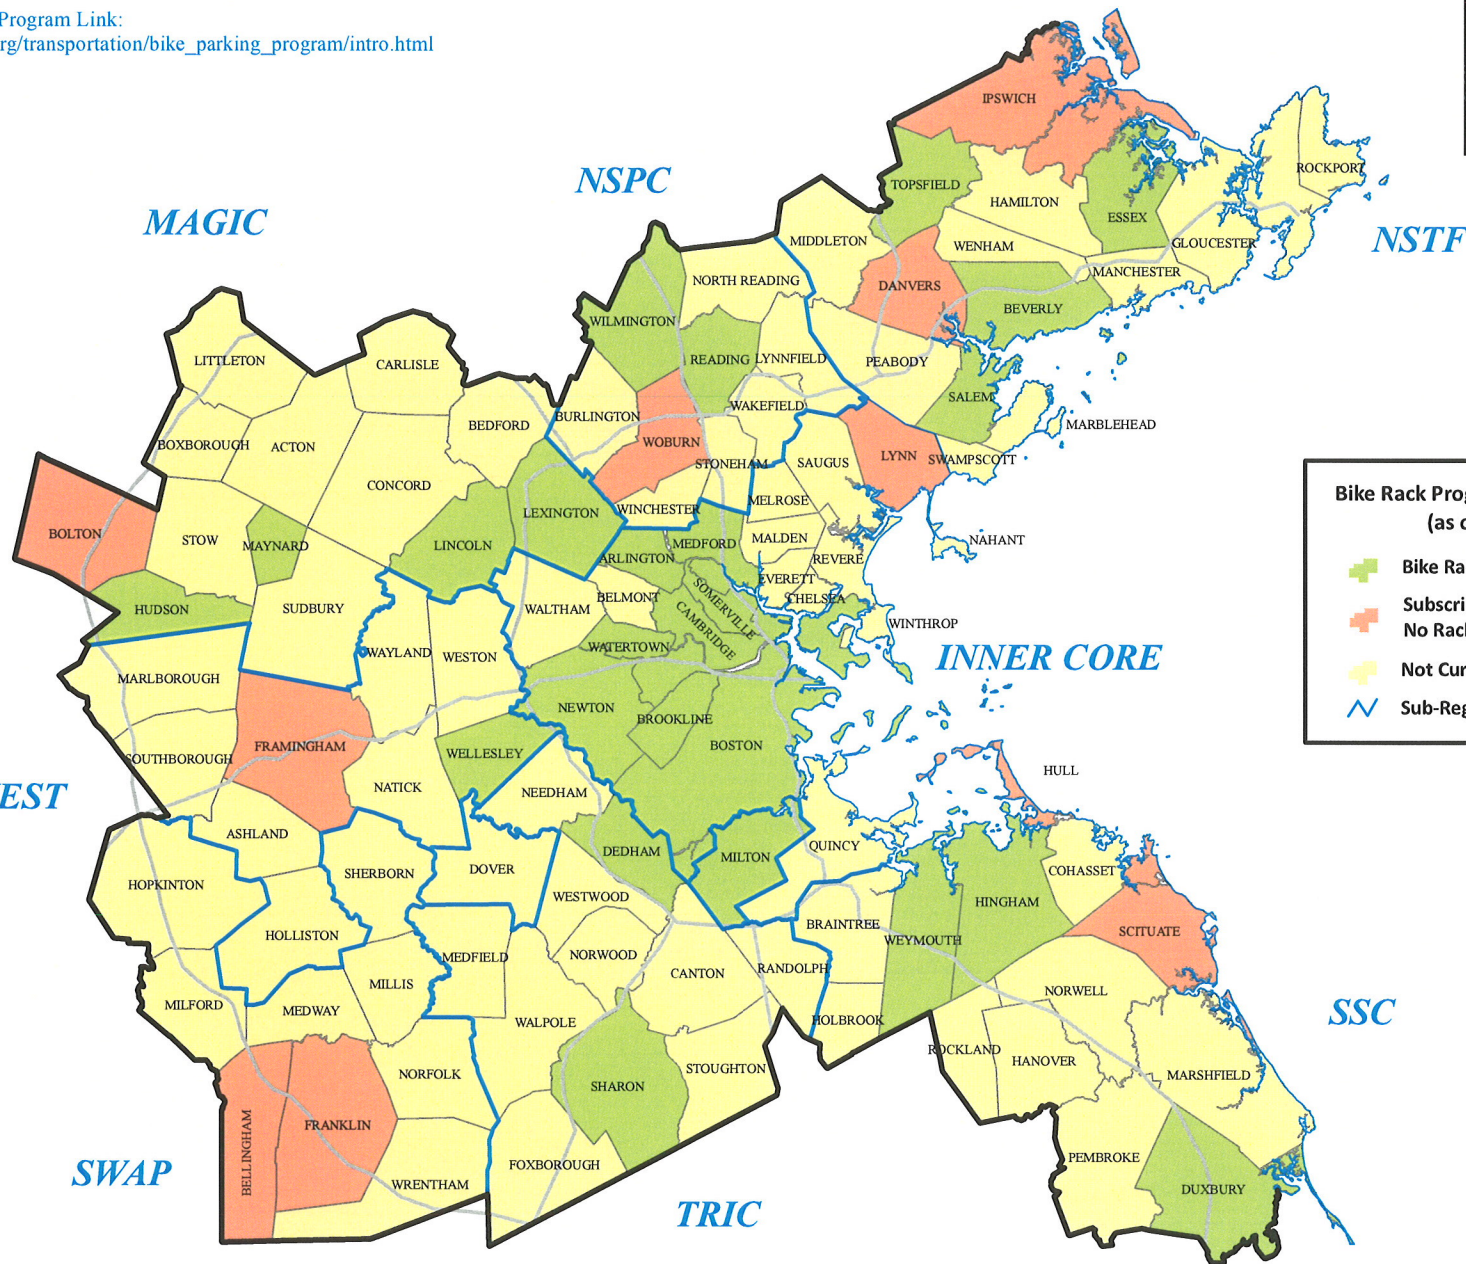 Program Link:
rg/transportation/bike_parking_program/intro.html
IPSWICH
ROCKPORT
NSPC
TOPSFIELD
HAMILTON
ESSEX
MAGIC
MIDDLETON
WENHAM
GLOUCESTER
NSTF
MANCHESTER
NORTH READING
DANVERS
BEVERLY
WILMINGTON
LITTLETON
CARLISLE
READING
LYNNFIELD
PEABODY
SALEM
WAKEFIELD
BURLINGTON
BEDFORD
MARBLEHEAD
BOXBOROUGH
ACTON
WOBURN
STONEHAM
SAUGUS
LYNN
SWAMPSCOTT
CONCORD
MELROSE
LEXINGTON
WINCHESTER
BOLTON
STOW
MAYNARD
LINCOLN
ARLINGTON
MEDFORD
MALDEN
REVERE
NAHANT
EVERETT
CHELSEA
HUDSON
SUDBURY
WALTHAM
BELMONT
SOMERVILLE
CAMBRIDGE
WINTHROP
WATERTOWN
WAYLAND
WESTON
INNER CORE
MARLBOROUGH
NEWTON
BROOKLINE
BOSTON
FRAMINGHAM
SOUTHBOROUGH
WELLESLEY
HULL
NATICK
NEEDHAM
EST
ASHLAND
QUINCY
DEDHAM
MILTON
DOVER
SHERBORN
COHASSET
HOPKINTON
WESTWOOD
HINGHAM
BRAINTREE
WEYMOUTH
SCITUATE
HOLLISTON
MEDFIELD
NORWOOD
CANTON
RANDOLPH
MILLIS
NORWELL
MILFORD
MEDWAY
WALPOLE
HOLBROOK
SSC
ROCKLAND
HANOVER
NORFOLK
SHARON
STOUGHTON
MARSHFIELD
BELLINGHAM
FRANKLIN
FOXBOROUGH
PEMBROKE
SWAP
WRENTHAM
DUXBURY
TRIC
Bike Rack Prog
(as o
Bike Ra
Subscri
No Rack
Not Cur
Sub-Reg